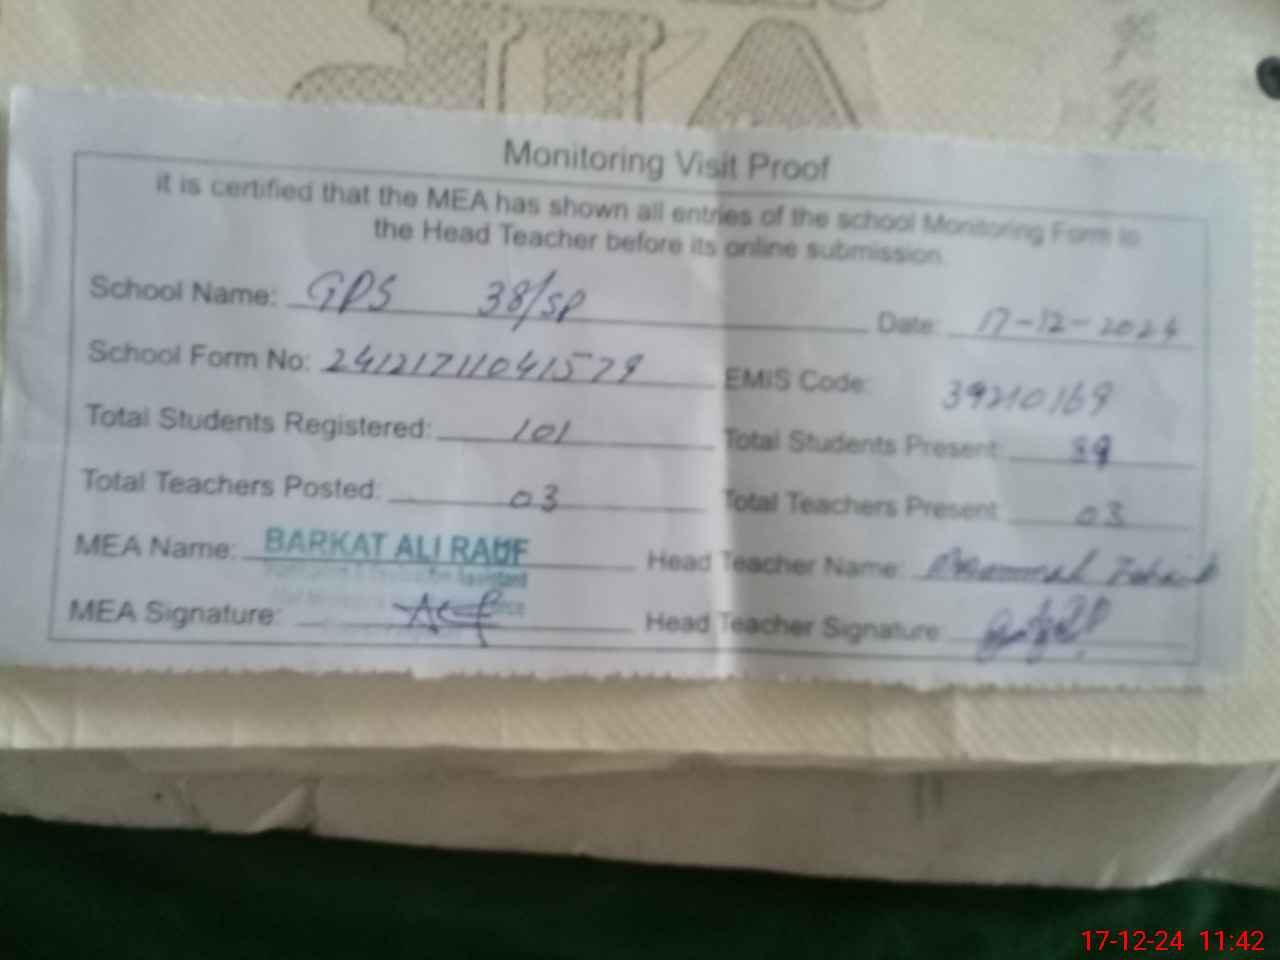 Monitoring Visit Proof
it is certified that the MEA has shown all entries of the school Monitoring Form to
the Head Teacher before its online submission
School Name: GPS 38/SP Date: 17-12-2024
School Form No: 24121711041579 EMIS Code: 39210169
Total Students Registered: 101 Total Students Present: 89
Total Teachers Posted: 03 Total Teachers Present 03
MEA Name: BARKAT ALI RAUF Head Teacher Name:
MEA Signature: Head Teacher Signature
17-12-24 11:42